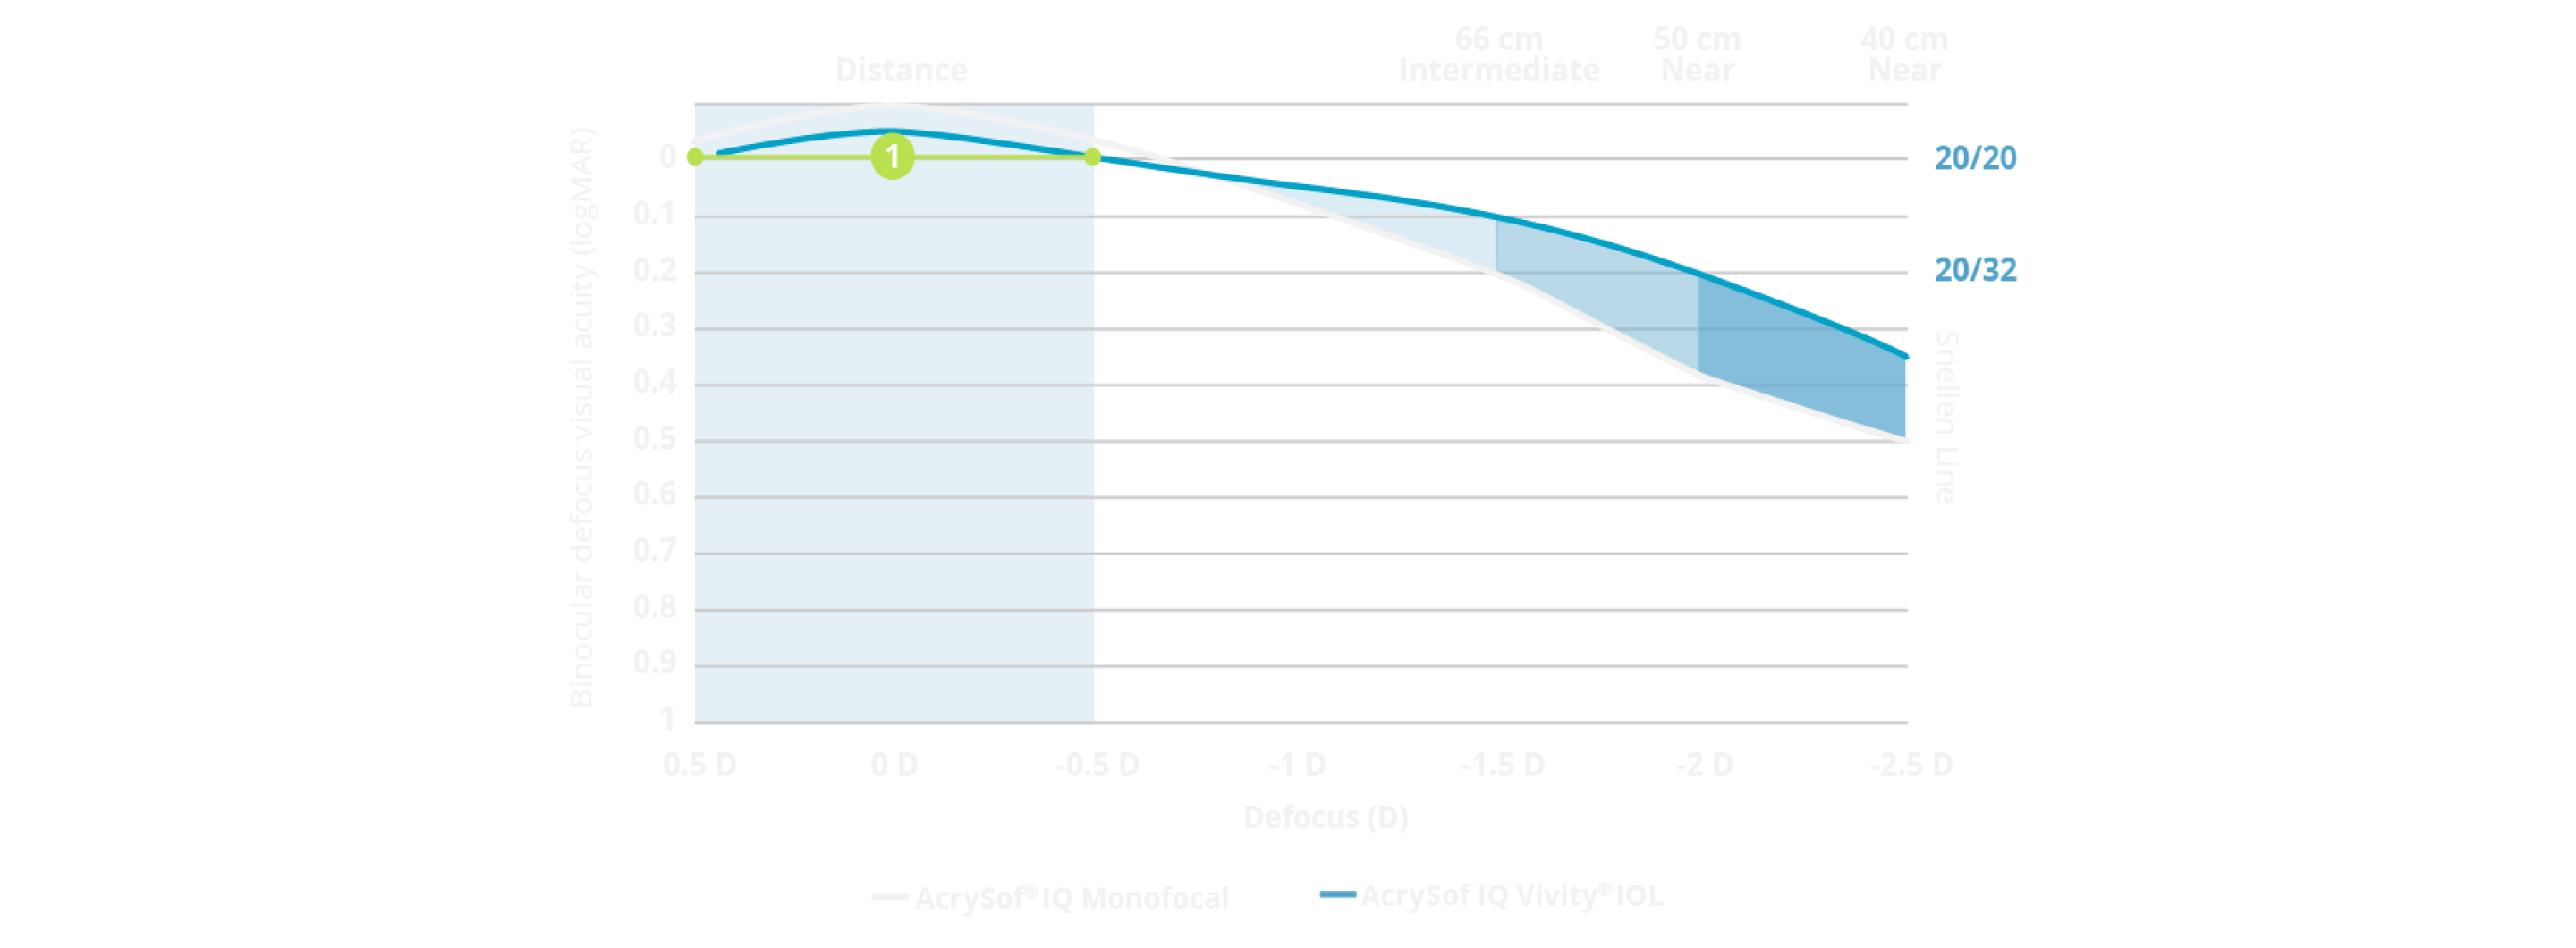 66 cm
Intermediate
50 cm
Near
40 cm
Near
Distance
Binocular defocus visual acuity (logMAR)
0
0.1
0.2
0.3
0.4
0.5
0.6
0.7
0.8
0.9
1
1
20/20
20/32
Snellen Line
0.5 D
0 D
-0.5 D
-1 D
-1.5 D
-2 D
-2.5 D
Defocus (D)
AcrySof® IQ Monofocal
AcrySof IQ Vivity® IOL